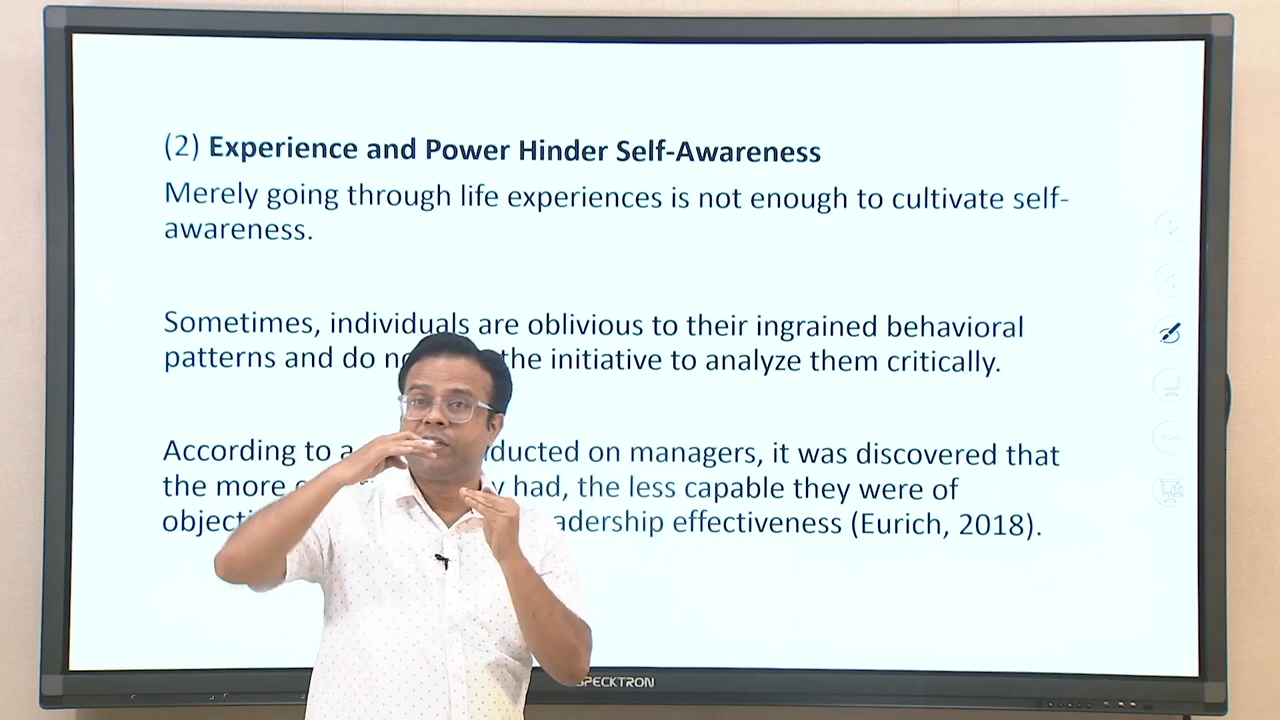 (2) Experience and Power Hinder Self-Awareness
Merely going through life experiences is not enough to cultivate self-
awareness.
Sometimes, individuals are oblivious to their ingrained behavioral
patterns and do the initiative to analyze them critically.
According to a on managers, it was discovered that
the more had, the less capable they were of
effectiveness (Eurich, 2018).
SPECKTRON